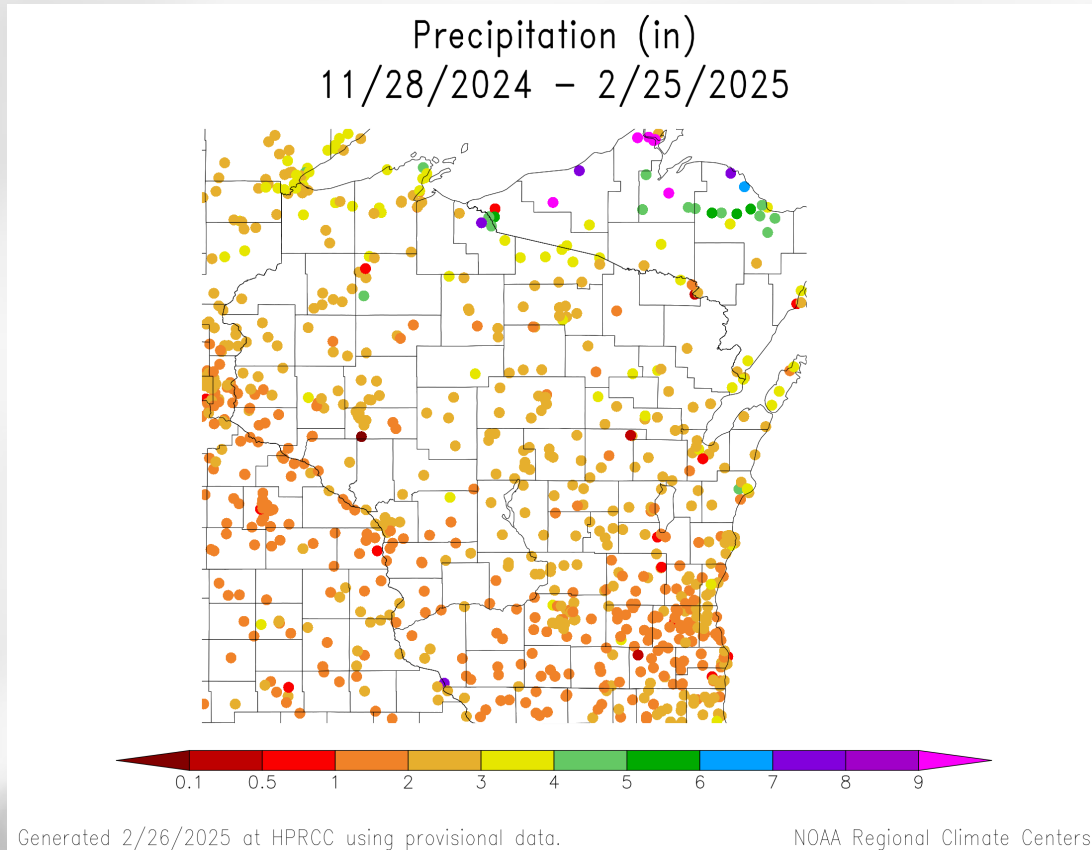 Precipitation (in)
11/28/2024 – 2/25/2025
0.1 0.5 1 2 3 4 5 6 7 8 9
Generated 2/26/2025 at HPRCC using provisional data.
NOAA Regional Climate Centers